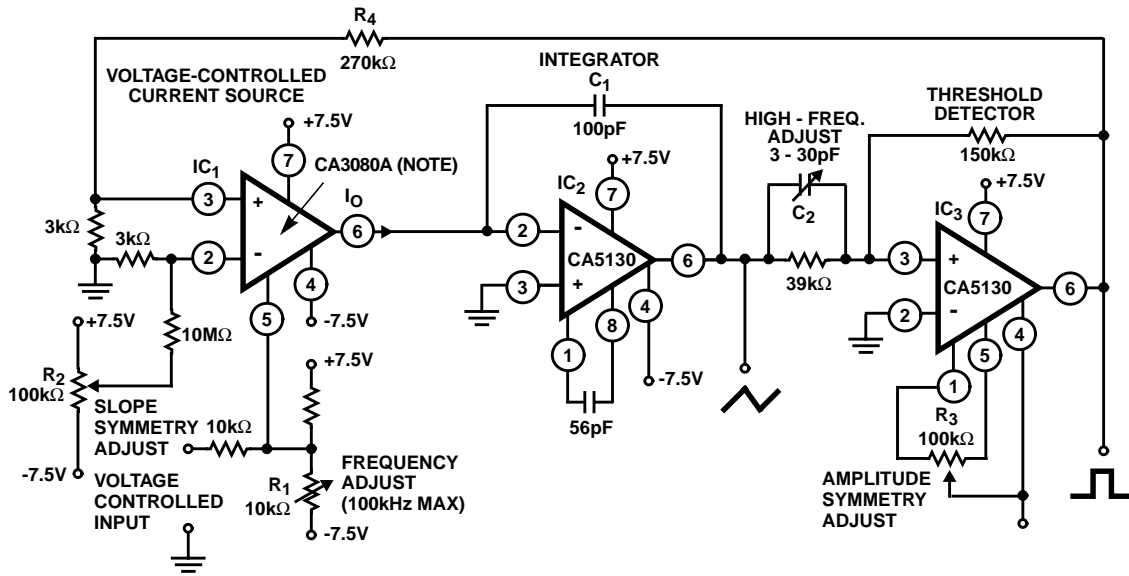 R4
270kΩ
VOLTAGE-CONTROLLED
CURRENT SOURCE
INTEGRATOR
C1
100pF
HIGH - FREQ.
ADJUST
3 - 30pF
C2
THRESHOLD
DETECTOR
150kΩ
+7.5V
7
CA3080A (NOTE)
IC1
3
+
3kΩ
3kΩ
2
-
IO
6
4
-7.5V
5
+7.5V
IC2
7
2
-
CA5130
6
3
+
4
1
8
-7.5V
56pF
39kΩ
+7.5V
IC3
7
3
+
CA5130
6
2
-
4
5
1
R3
100kΩ
AMPLITUDE
SYMMETRY
ADJUST
+7.5V
10MΩ
R2
100kΩ
SLOPE
SYMMETRY
ADJUST
-7.5V
10kΩ
VOLTAGE
CONTROLLED
INPUT
+7.5V
R1
10kΩ
FREQUENCY
ADJUST
(100kHz MAX)
-7.5V